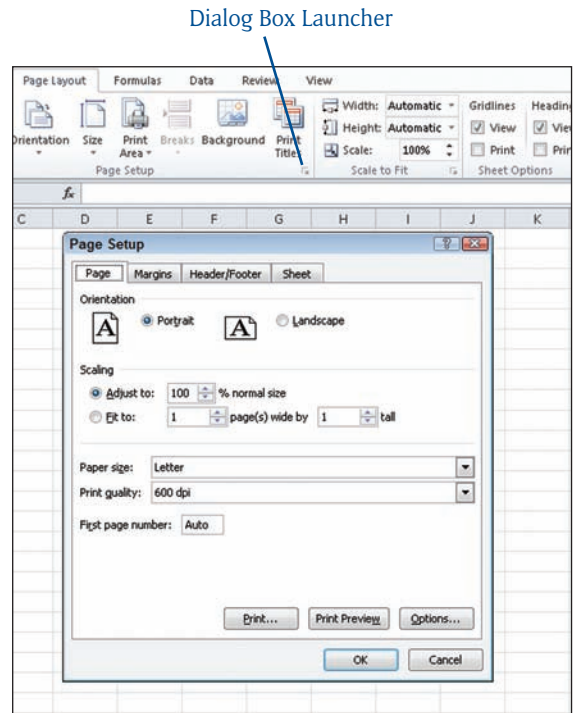 Dialog Box Launcher
Page Layout Formulas Data Review View
Width: Automatic Gridlines Heading
Height: Automatic View View
Orientation Size Print Area Breaks Background Print Titles Scale: 100% Print Prin
Page Setup Scale to Fit Sheet Options
fx
C D E F G H I J K
Page Setup
Page Margins Header/Footer Sheet
Orientation
A Portrait A Landscape
Scaling
Adjust to: 100 % normal size
Fit to: 1 page(s) wide by 1 tall
Paper size: Letter
Print quality: 600 dpi
First page number: Auto
Print... Print Preview Options...
OK Cancel